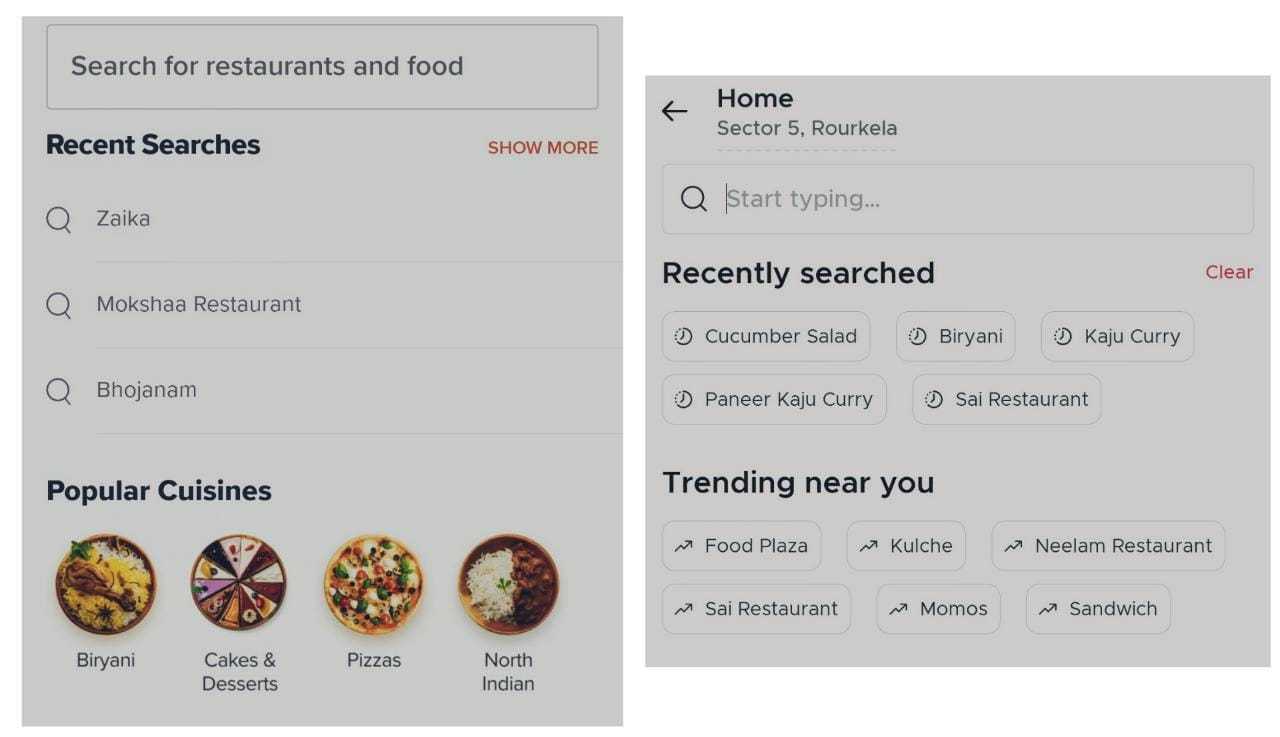 Search for restaurants and food
Recent Searches
SHOW MORE
Zaika
Mokshaa Restaurant
Bhojanam
Popular Cuisines
Biryani
Cakes &
Desserts
Pizzas
North
Indian
Home
Sector 5, Rourkela
Start typing...
Recently searched
Clear
Cucumber Salad
Biryani
Kaju Curry
Paneer Kaju Curry
Sai Restaurant
Trending near you
Food Plaza
Kulche
Neelam Restaurant
Sai Restaurant
Momos
Sandwich